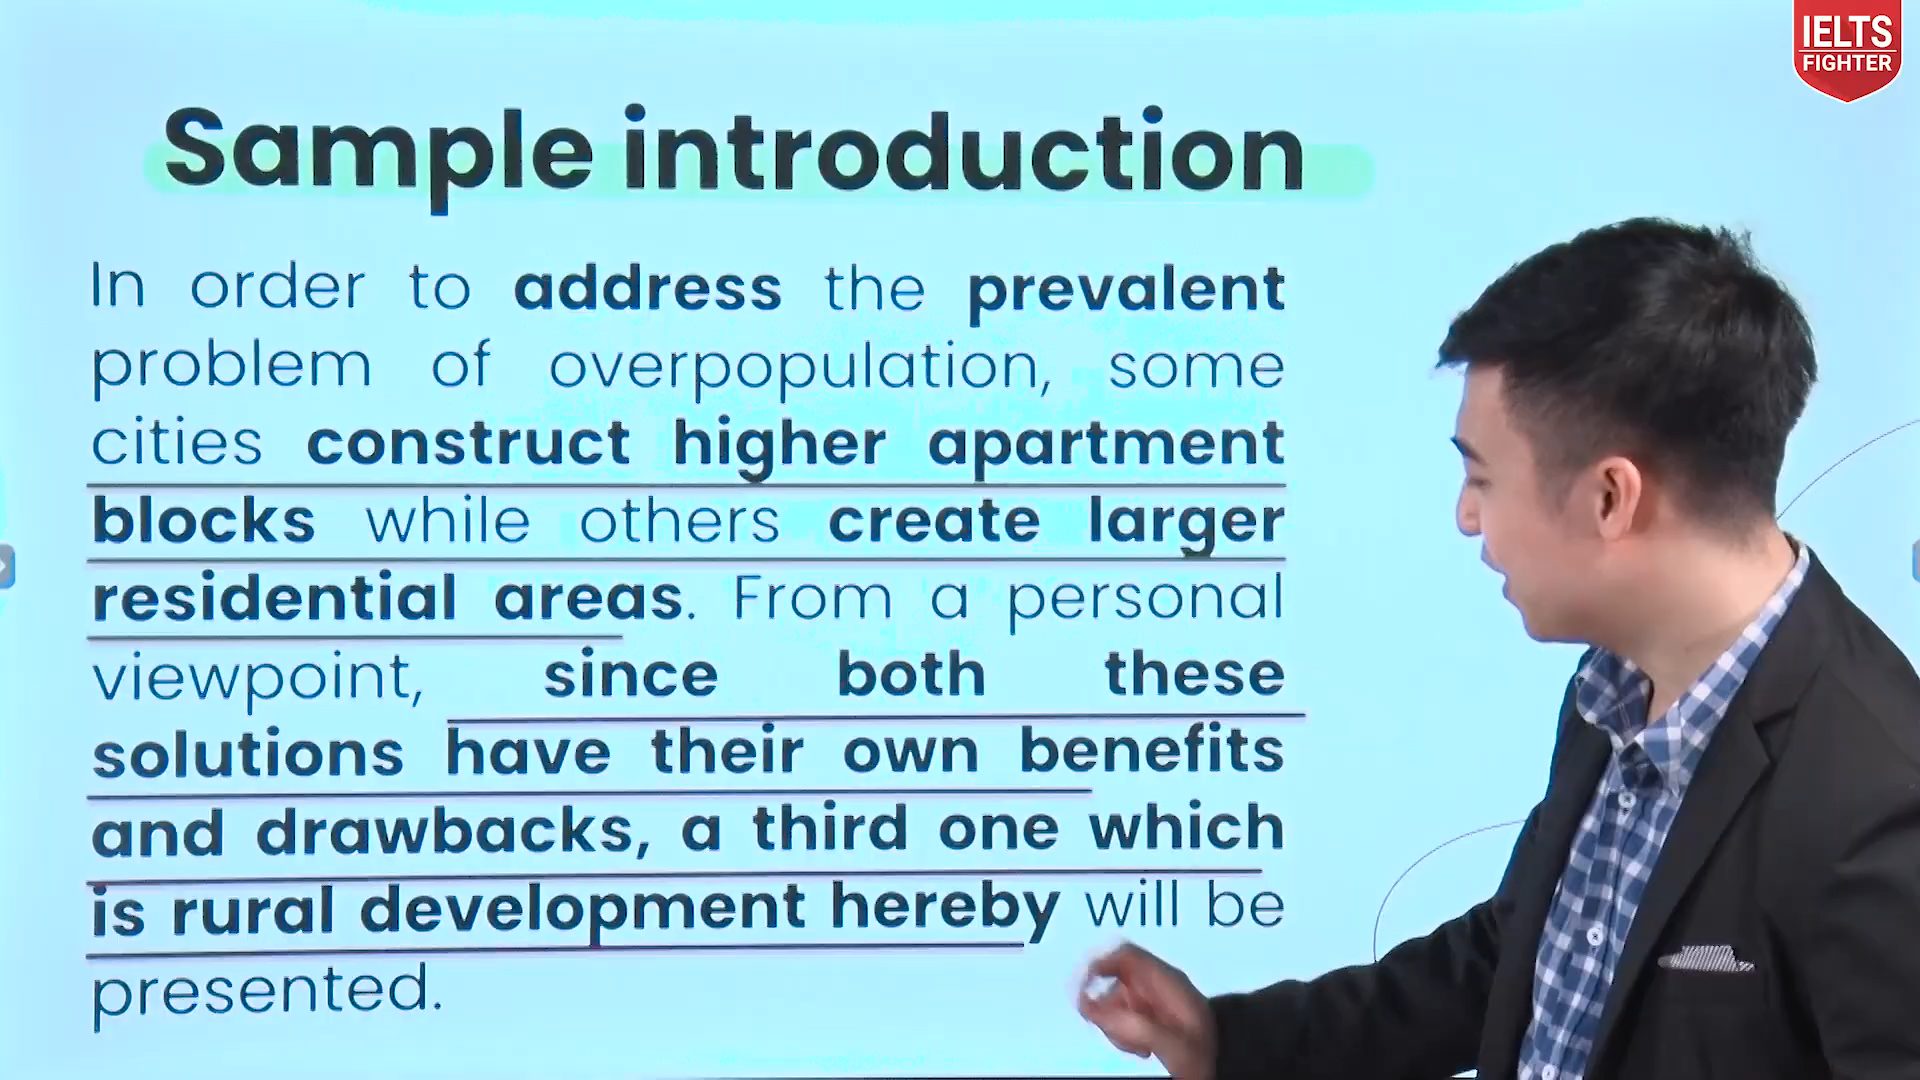 IELTS
FIGHTER
Sample introduction
In order to address the prevalent
problem of overpopulation, some
cities construct higher apartment
blocks while others create larger
residential areas. From a personal
viewpoint, since both these
solutions have their own benefits
and drawbacks, a third one which
is rural development hereby will be
presented.